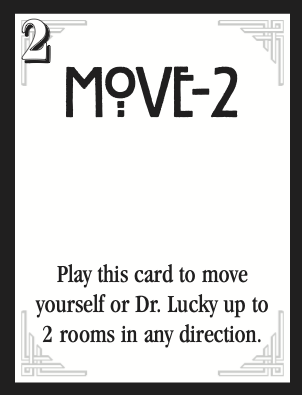 2
MOVE-2
Play this card to move
yourself or Dr. Lucky up to
2 rooms in any direction.